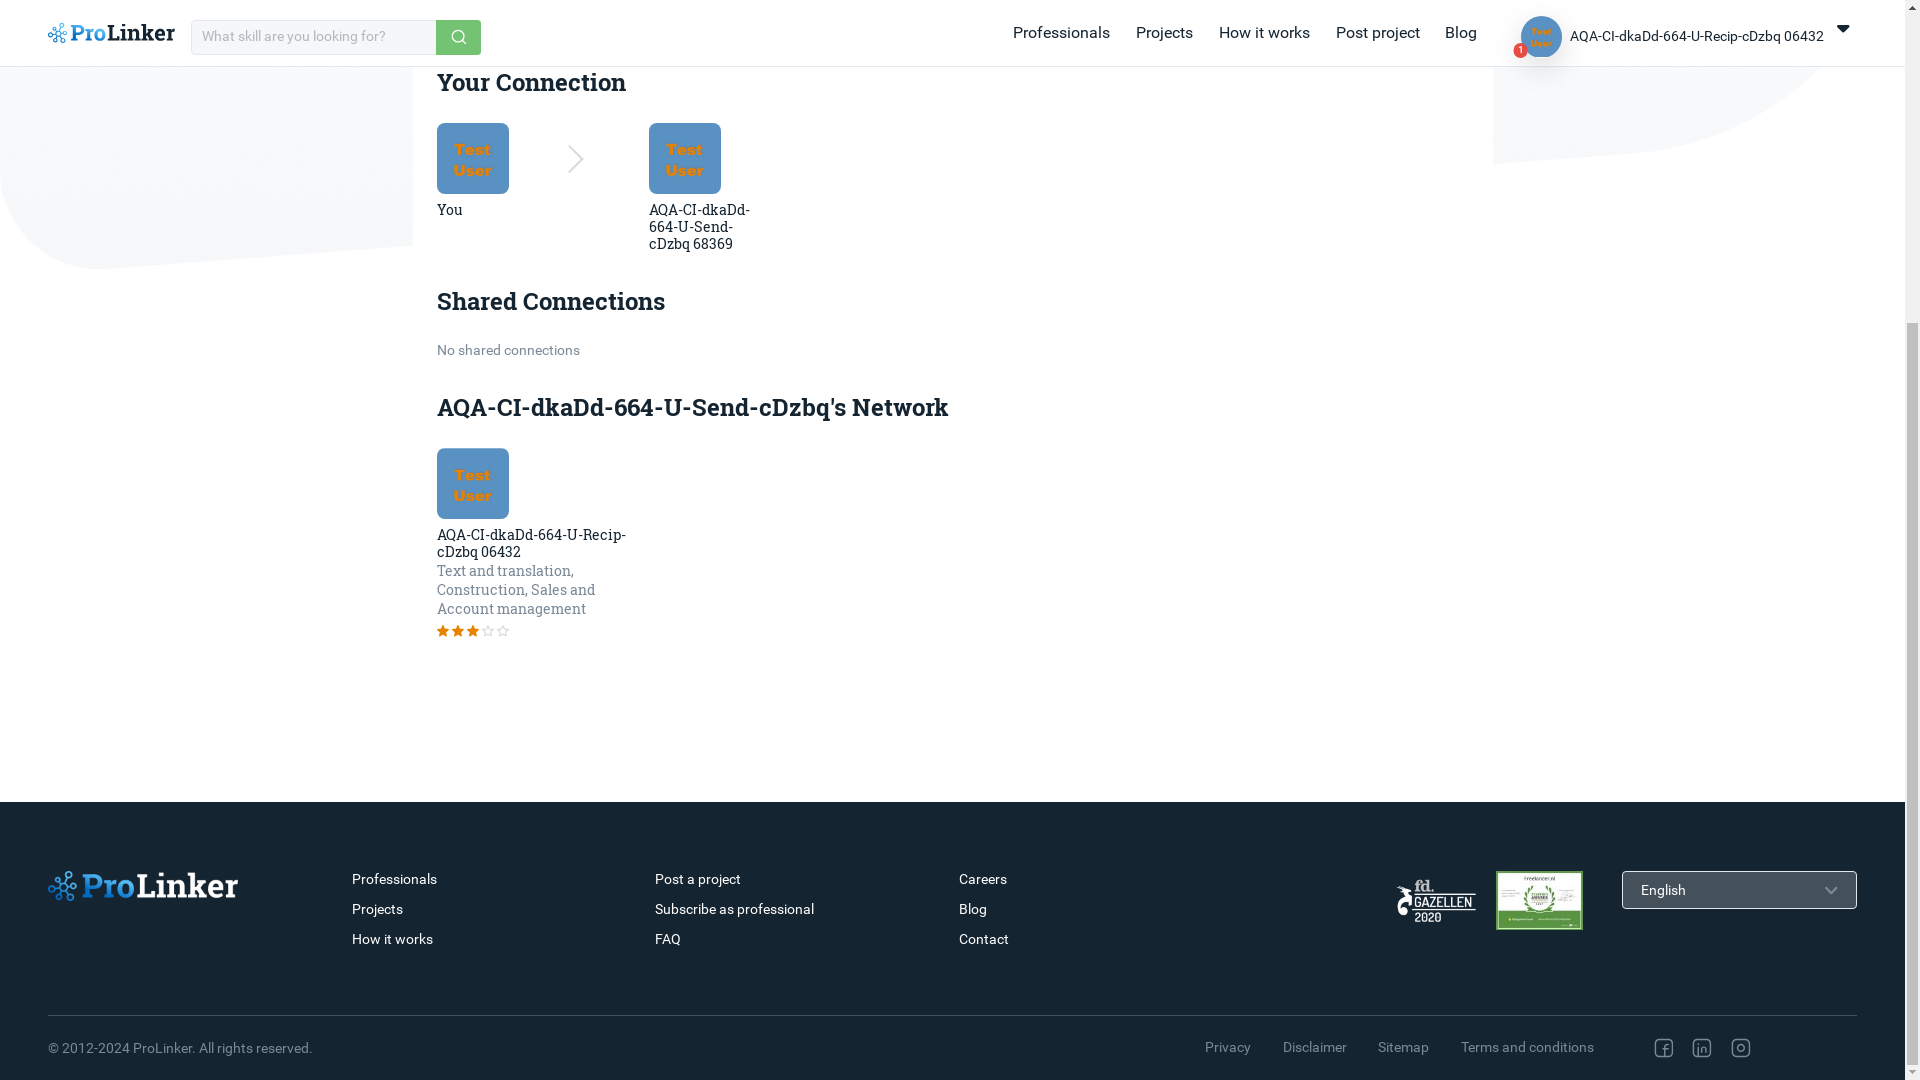 ProLinker
What skill are you looking for?
Professionals Projects How it works Post project Blog
Test User
1
AQA-CI-dkaDd-664-U-Recip-cDzbq 06432
Your Connection
Test
User
Test
User
You
AQA-CI-dkaDd-
664-U-Send-
cDzbq 68369
Shared Connections
No shared connections
AQA-CI-dkaDd-664-U-Send-cDzbq's Network
Test
User
AQA-CI-dkaDd-664-U-Recip-
cDzbq 06432
Text and translation,
Construction, Sales and
Account management
ProLinker
Professionals
Projects
How it works
Post a project
Subscribe as professional
FAQ
Careers
Blog
Contact
fd.
GAZELLEN
2020
Freelancer.nl
English
© 2012-2024 ProLinker. All rights reserved.
Privacy Disclaimer Sitemap Terms and conditions